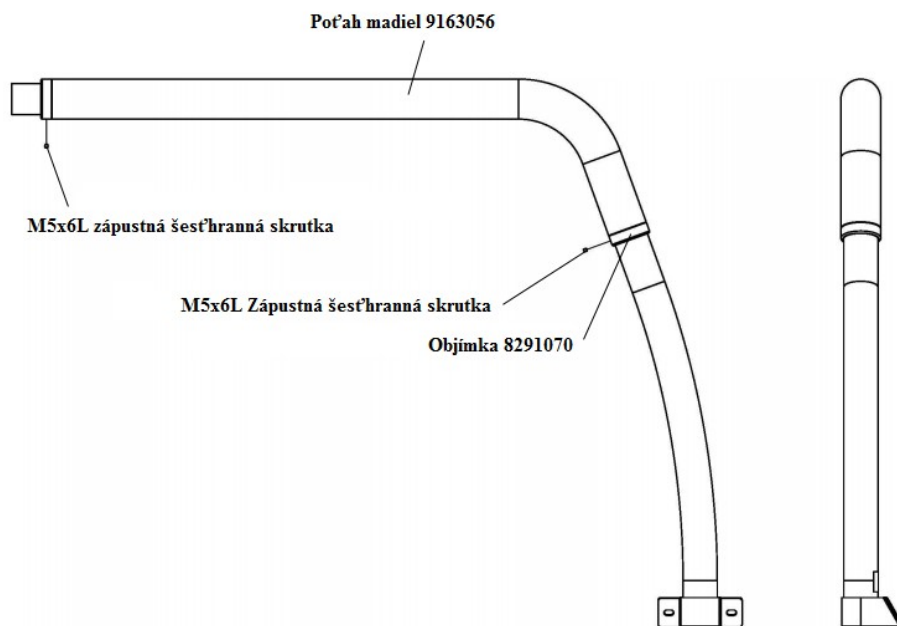 Poťah madiel 9163056
M5x6L zápustná šesťhranná skrutka
M5x6L Zápustná šesťhranná skrutka
Objímka 8291070